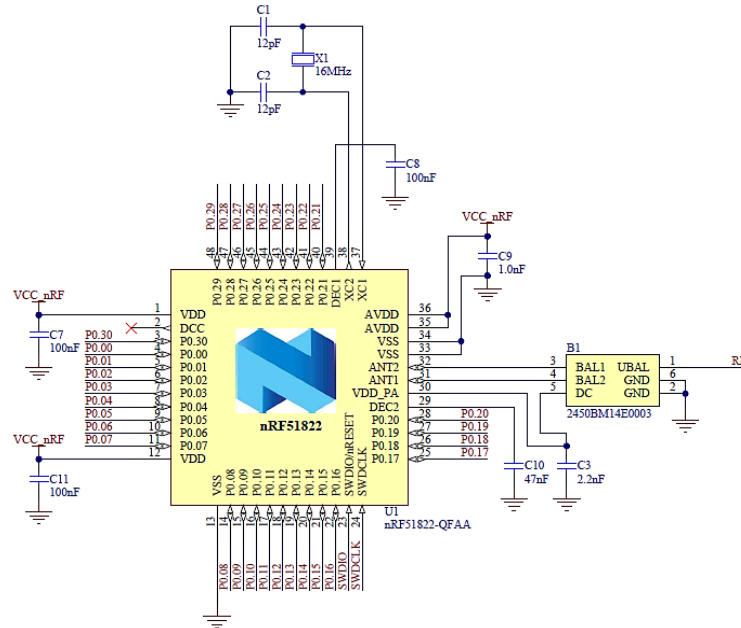 C1
12pF
X1
16MHz
C2
12pF
C8
100nF
P0.29
P0.28
P0.27
P0.26
P0.25
P0.24
P0.23
P0.22
P0.21
48
47
46
45
44
43
42
41
40
39
38
37
P0.29
P0.28
P0.27
P0.26
P0.25
P0.24
P0.23
P0.22
P0.21
DEC1
XC2
XC1
VCC_nRF
C9
1.0nF
VCC_nRF
C7
100nF
1 VDD
2 DCC
P0.30 3 P0.30
P0.00 4 P0.00
P0.01 5 P0.01
P0.02 6 P0.02
P0.03 7 P0.03
P0.04 8 P0.04
P0.05 9 P0.05
P0.06 10 P0.06
P0.07 11 P0.07
12 VDD
VCC_nRF
C11
100nF
nRF51822
AVDD 36
AVDD 35
VSS 34
VSS 33
ANT2 32
ANT1 31
VDD_PA 30
DEC2 29
P0.20 28 P0.20
P0.19 27 P0.19
P0.18 26 P0.18
P0.17 25 P0.17
B1
3 BAL1 UBAL 1
4 BAL2 GND 6
5 DC GND 2
2450BM14E0003
C10
47nF
C3
2.2nF
VSS
P0.08
P0.09
P0.10
P0.11
P0.12
P0.13
P0.14
P0.15
P0.16
SWDIO/nRESET
SWDCLK
U1
nRF51822-QFAA
13
14
15
16
17
18
19
20
21
22
23
24
P0.08
P0.09
P0.10
P0.11
P0.12
P0.13
P0.14
P0.15
P0.16
SWDIO
SWDCLK